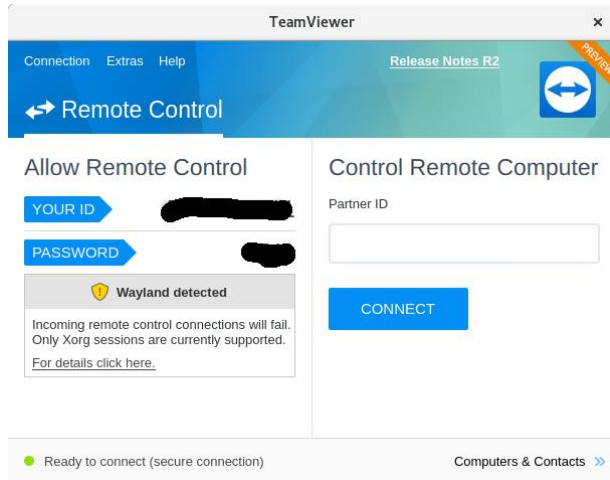 TeamViewer
Connection Extras Help
Release Notes R2
PREVIEW
Remote Control
Allow Remote Control
YOUR ID
PASSWORD
Wayland detected
Incoming remote control connections will fail.
Only Xorg sessions are currently supported.
For details click here.
Control Remote Computer
Partner ID
CONNECT
Ready to connect (secure connection)
Computers & Contacts